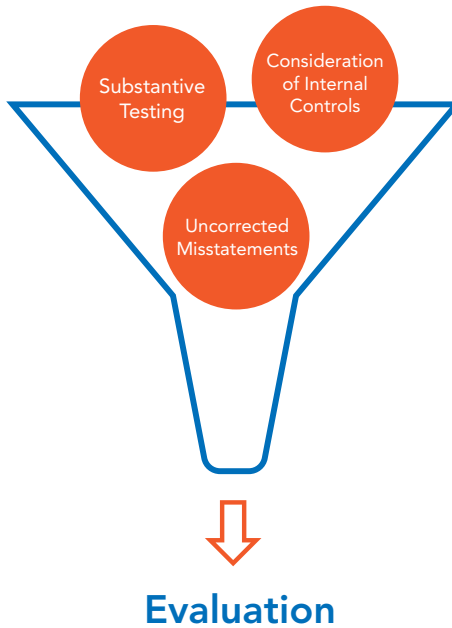 Substantive
Testing
Consideration
of Internal
Controls
Uncorrected
Misstatements
Evaluation